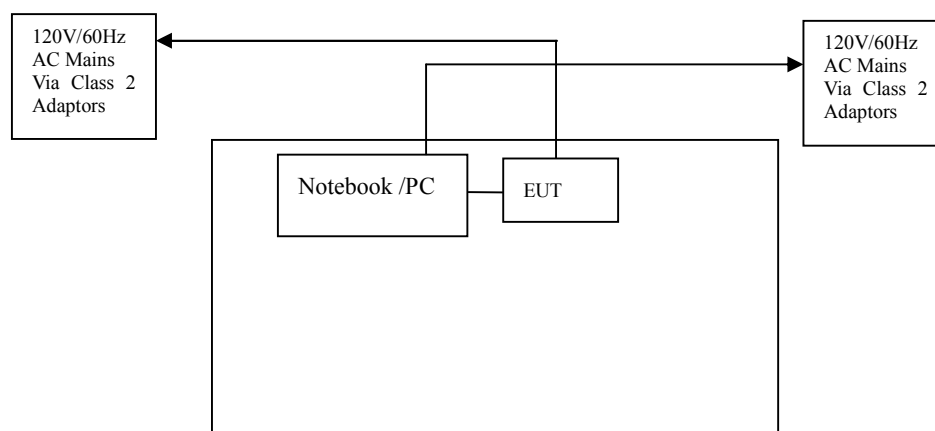 120V/60Hz
AC Mains
Via Class 2
Adaptors
120V/60Hz
AC Mains
Via Class 2
Adaptors
Notebook /PC
EUT